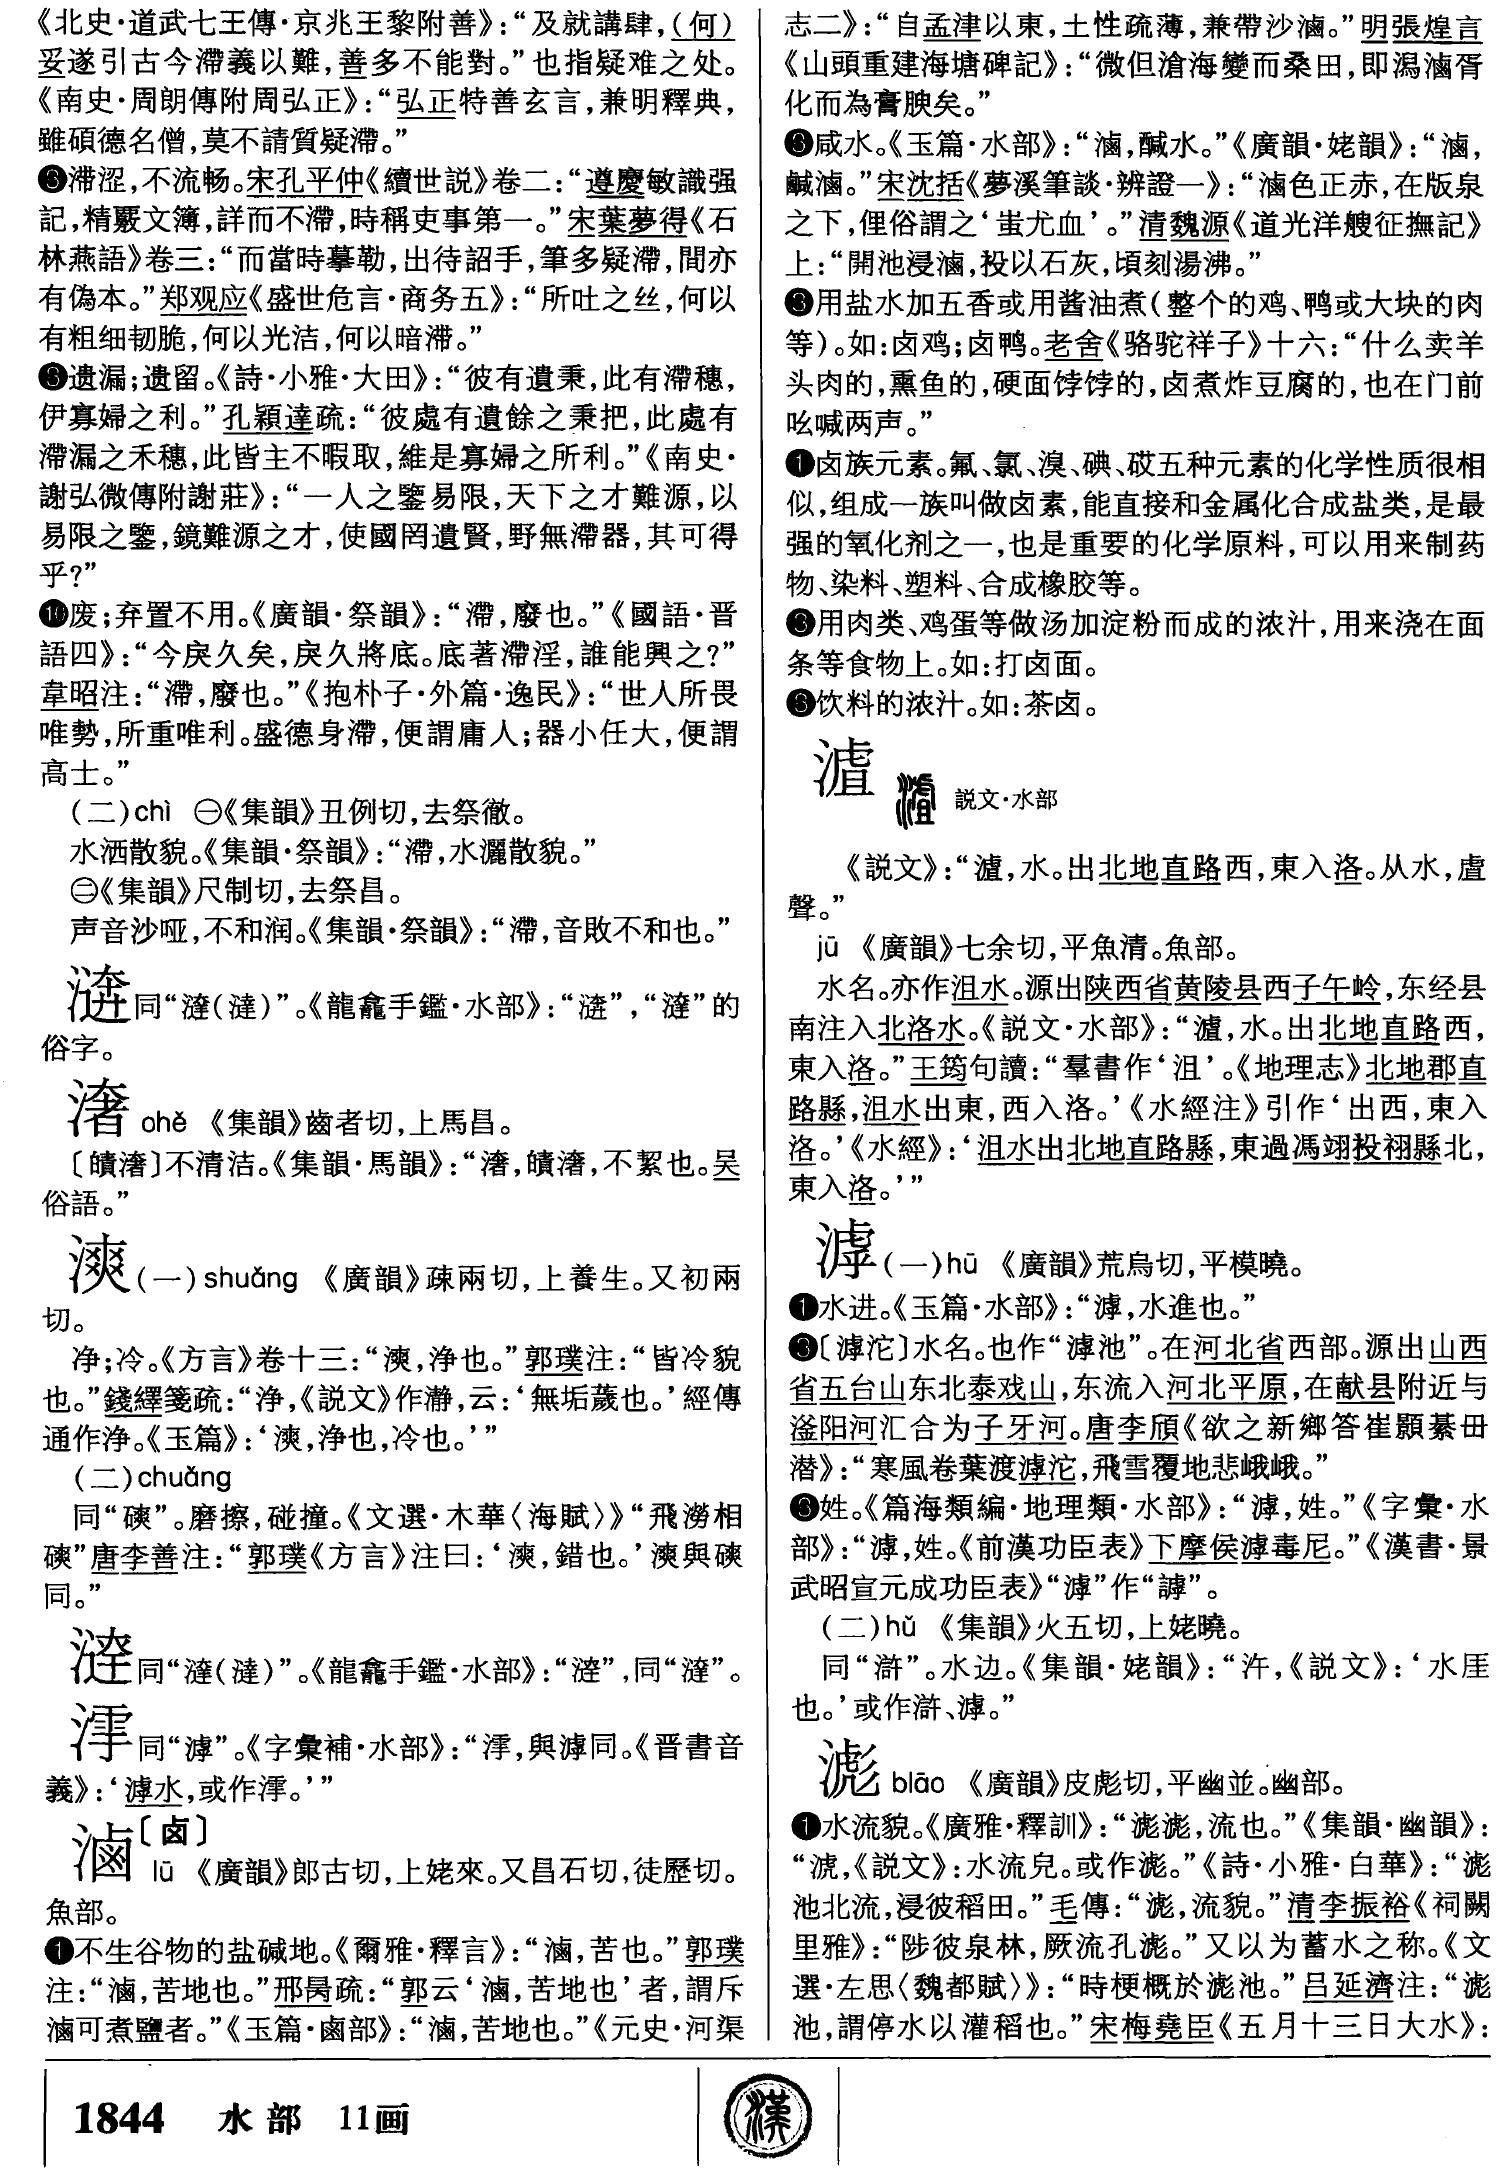 《北史·道武七王傳·京兆王黎附善》：“及就講肆，（何）
妥遂引古今滯義以難，善多不能對。”也指疑难之处。
《南史·周朗傳附周弘正》：“弘正特善玄言，兼明釋典，
雖碩德名僧，莫不請質疑滯。”
❽滞涩，不流畅。宋孔平仲《續世説》卷二：“遵慶敏識强
記，精覈文簿，詳而不滯，時稱吏事第一。”宋葉夢得《石
林燕語》卷三：“而當時摹勒，出待詔手，筆多疑滯，間亦
有偽本。”郑观应《盛世危言·商务五》：“所吐之丝，何以
有粗细韧脆，何以光洁，何以暗滞。”
❾遗漏；遗留。《詩·小雅·大田》：“彼有遺秉，此有滯穗，
伊寡婦之利。”孔穎達疏：“彼處有遺餘之秉把，此處有
滯漏之禾穗，此皆主不暇取，維是寡婦之所利。”《南史·
謝弘微傳附謝莊》：“一人之鑒易限，天下之才難源，以
易限之鑒，鏡難源之才，使國罔遺賢，野無滯器，其可得
乎？”
❿废；弃置不用。《廣韻·祭韻》：“滯，廢也。”《國語·晋
語四》：“今戾久矣，戾久將底。底著滯淫，誰能興之？”
韋昭注：“滯，廢也。”《抱朴子·外篇·逸民》：“世人所畏
唯勢，所重唯利。盛德身滯，便謂庸人；器小任大，便謂
高士。”
（二）chì ㊀《集韻》丑例切，去祭徹。
水洒散貌。《集韻·祭韻》：“滯，水灑散貌。”
㊁《集韻》尺制切，去祭昌。
声音沙哑，不和润。《集韻·祭韻》：“滯，音敗不和也。”
同“澾（澾）”。《龍龕手鑑·水部》：“”，“澾”的
俗字。
撦 ohě 《集韻》齒者切，上馬昌。
〔㿭〕不清洁。《集韻·馬韻》：“，㿭，不絜也。吴
俗語。”
漺（一）shuǎng 《廣韻》疎兩切，上養生。又初兩
切。
净；冷。《方言》卷十三：“漺，浄也。”郭璞注：“皆冷貌
也。”錢繹箋疏：“浄，《説文》作瀞，云：‘無垢薉也。’經傳
通作浄。《玉篇》：‘漺，浄也，冷也。’”
（二）chuǎng
同“磢”。磨擦，碰撞。《文選·木華〈海賦〉》“飛澇相
磢”唐李善注：“郭璞《方言》注曰：‘漺，錯也。’漺與磢
同。”
同“澾（澾）”。《龍龕手鑑·水部》：“”，同“澾”。
同“滹”。《字彙補·水部》：“，與滹同。《晋書音
義》：‘滹水，或作。’”
滷〔卤〕
lū 《廣韻》郎古切，上姥來。又昌石切，徒歷切。
魚部。
❶不生谷物的盐碱地。《爾雅·釋言》：“滷，苦也。”郭璞
注：“滷，苦地也。”邢昺疏：“郭云‘滷，苦地也’者，謂斥
滷可煮鹽者。”《玉篇·鹵部》：“滷，苦地也。”《元史·河渠
志二》：“自孟津以東，土性疏薄，兼帶沙滷。”明張煌言
《山頭重建海塘碑記》：“微但滄海變而桑田，即潟滷胥
化而為膏腴矣。”
❷咸水。《玉篇·水部》：“滷，醎水。”《廣韻·姥韻》：“滷，
鹹滷。”宋沈括《夢溪筆談·辨證一》：“滷色正赤，在版泉
之下，俚俗謂之‘蚩尤血’。”清魏源《道光洋艘征撫記》
上：“開池浸滷，投以石灰，頃刻湯沸。”
❸用盐水加五香或用酱油煮（整个的鸡、鸭或大块的肉
等）。如：卤鸡；卤鸭。老舍《骆驼祥子》十六：“什么卖羊
头肉的，熏鱼的，硬面饽饽的，卤煮炸豆腐的，也在门前
吆喊两声。”
❹卤族元素。氟、氯、溴、碘、砹五种元素的化学性质很相
似，组成一族叫做卤素，能直接和金属化合成盐类，是最
强的氧化剂之一，也是重要的化学原料，可以用来制药
物、染料、塑料、合成橡胶等。
❺用肉类、鸡蛋等做汤加淀粉而成的浓汁，用来浇在面
条等食物上。如：打卤面。
❻饮料的浓汁。如：茶卤。
説文·水部
《説文》：“瀘，水。出北地直路西，東入洛。从水，虘
聲。”
jū 《廣韻》七余切，平魚清。魚部。
水名。亦作沮水。源出陕西省黄陵县西子午岭，东经县
南注入北洛水。《説文·水部》：“瀘，水。出北地直路西，
東入洛。”王筠句讀：“羣書作‘沮’。《地理志》北地郡直
路縣，沮水出東，西入洛。’《水經注》引作‘出西，東入
洛。’《水經》：‘沮水出北地直路縣，東過馮翊祋祤縣北，
東入洛。’”
滹（一）hū 《廣韻》荒烏切，平模曉。
❶水进。《玉篇·水部》：“滹，水進也。”
❷〔滹沱〕水名。也作“滹池”。在河北省西部。源出山西
省五台山东北泰戏山，东流入河北平原，在献县附近与
滏阳河汇合为子牙河。唐李頎《欲之新鄉答崔顥綦毋
潜》：“寒風卷葉渡滹沱，飛雪覆地悲峨峨。”
❸姓。《篇海類編·地理類·水部》：“滹，姓。”《字彙·水
部》：“滹，姓。《前漢功臣表》下摩侯滹毒尼。”《漢書·景
武昭宣元成功臣表》“滹”作“謼”。
（二）hǔ 《集韻》火五切，上姥曉。
同“滸”。水边。《集韻·姥韻》：“汻，《説文》：‘水厓
也。’或作滸、滹。”
滮 biāo 《廣韻》皮彪切，平幽並。幽部。
❶水流貌。《廣雅·釋訓》：“滮滮，流也。”《集韻·幽韻》：
“淲，《説文》：水流皃。或作滮。”《詩·小雅·白華》：“滮
池北流，浸彼稻田。”毛傳：“滮，流貌。”清李振裕《祠闕
里雅》：“陟彼泉林，厥流孔滮。”又以为蓄水之称。《文
選·左思〈魏都賦〉》：“時梗概於滮池。”吕延濟注：“滮
池，謂停水以灌稻也。”宋梅堯臣《五月十三日大水》：
1844 水部 11画
漢